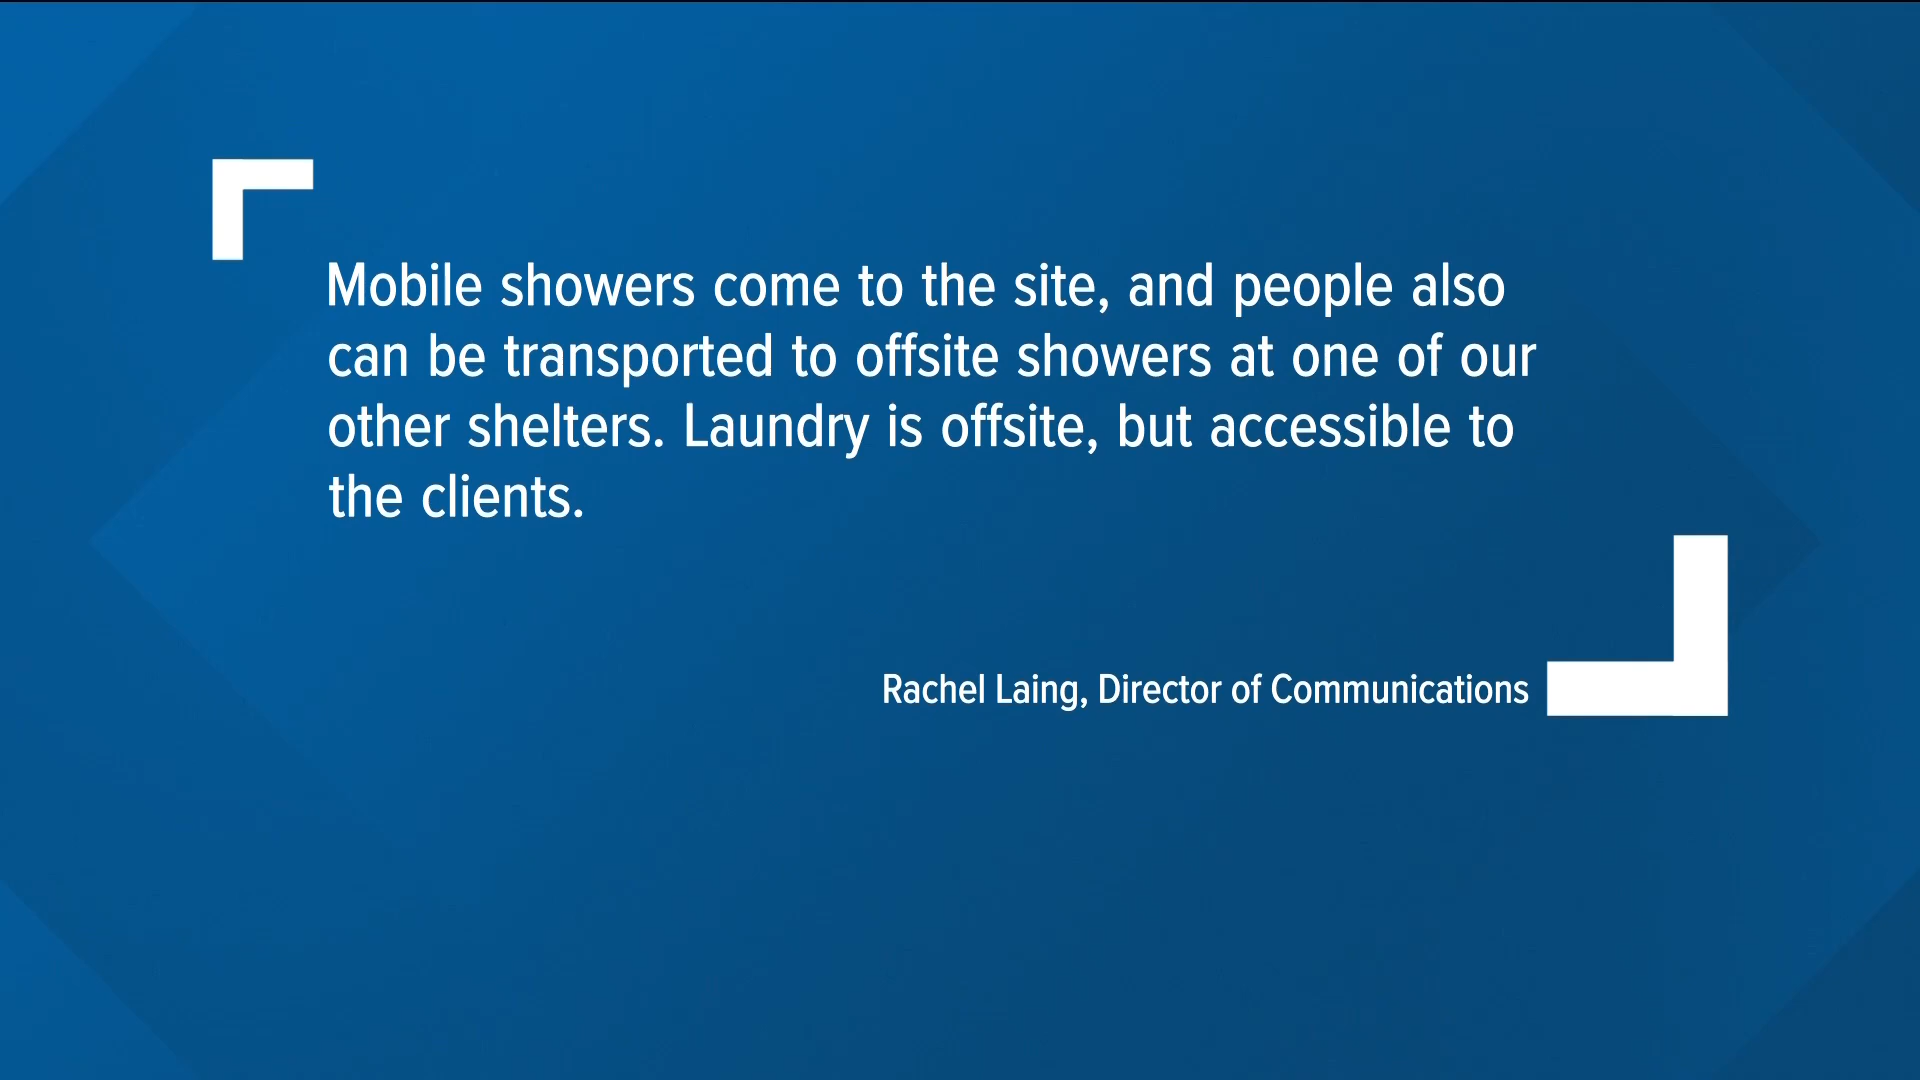 Mobile showers come to the site, and people also
can be transported to offsite showers at one of our
other shelters. Laundry is offsite, but accessible to
the clients.
Rachel Laing, Director of Communications